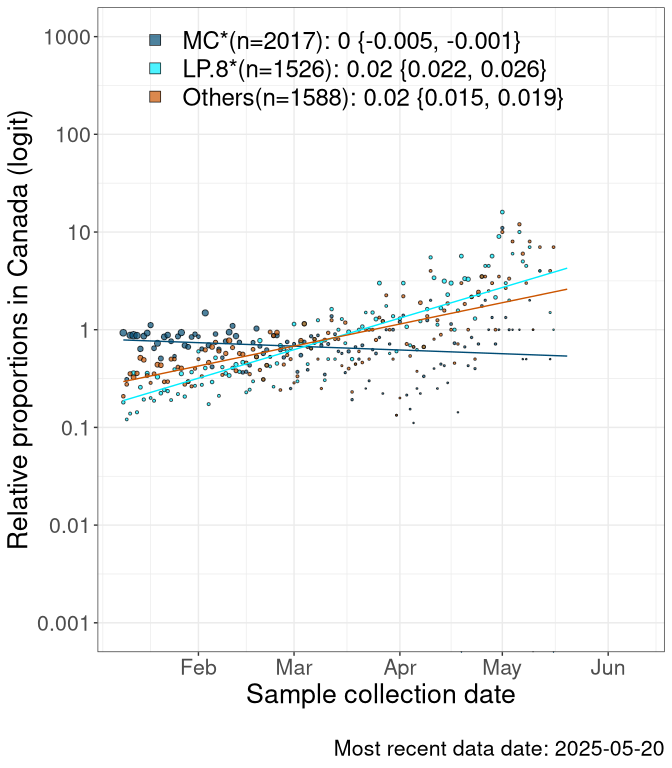 MC*(n=2017): 0 {-0.005, -0.001}
LP.8*(n=1526): 0.02 {0.022, 0.026}
Others(n=1588): 0.02 {0.015, 0.019}
Relative proportions in Canada (logit)
1000
100
10
1
0.1
0.01
0.001
Feb Mar Apr May Jun
Sample collection date
Most recent data date: 2025-05-20